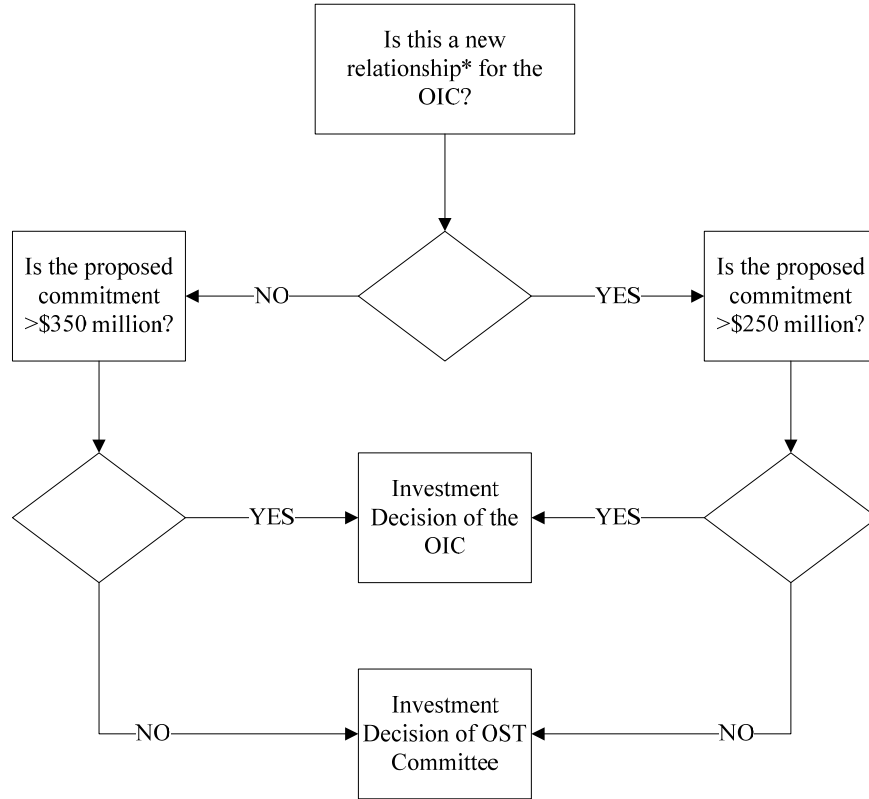 Is this a new
relationship* for the
OIC?
NO
YES
Is the proposed
commitment
>$350 million?
Is the proposed
commitment
>$250 million?
YES
Investment
Decision of the
OIC
YES
NO
Investment
Decision of OST
Committee
NO